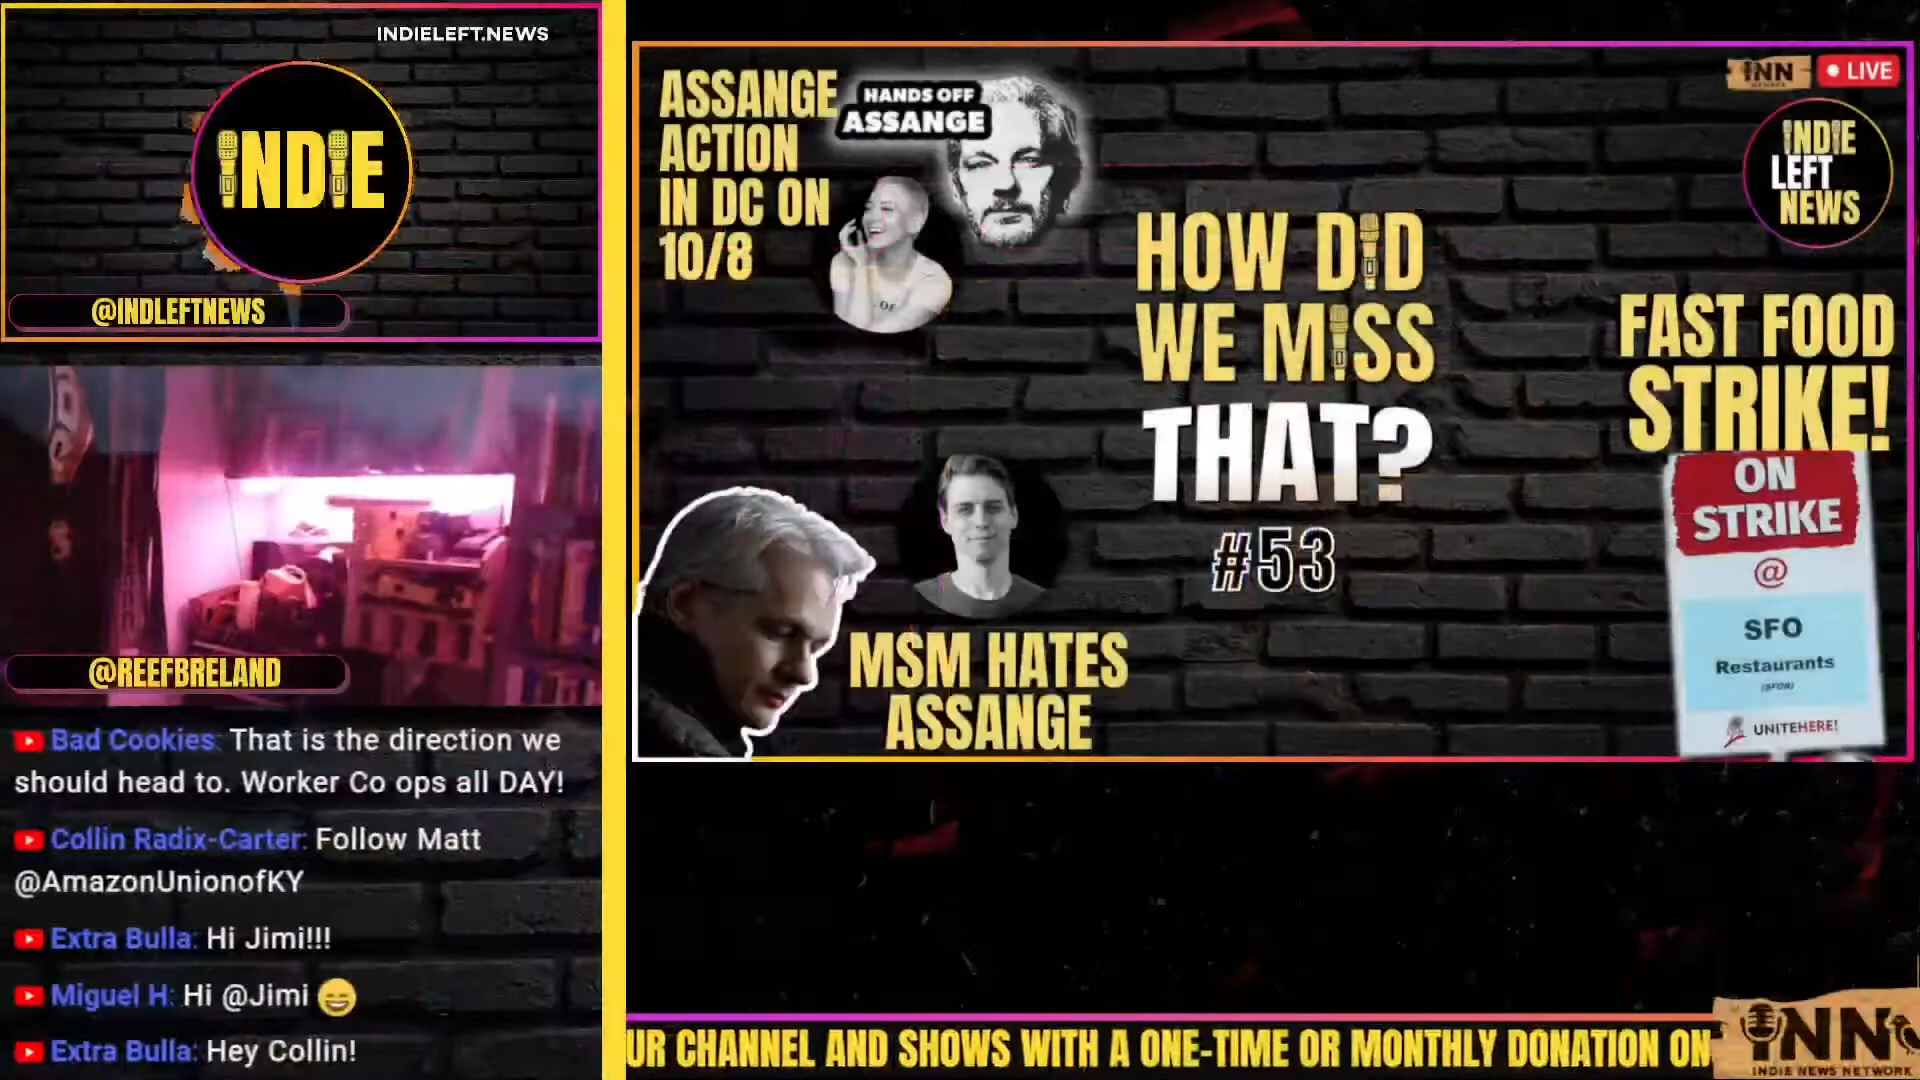 INDIELEFT.NEWS
INDIE
@INDLEFTNEWS
@REEFBRELAND
Bad Cookies: That is the direction we
should head to. Worker Co ops all DAY!
Collin Radix-Carter: Follow Matt
@AmazonUnionofKY
Extra Bulla: Hi Jimi!!!
Miguel H: Hi @Jimi 😄
Extra Bulla: Hey Collin!
ASSANGE
ACTION
IN DC ON
10/8
HANDS OFF
ASSANGE
HOW DID
WE MISS
THAT?
#53
MSM HATES
ASSANGE
INN
LIVE
INDIE
LEFT
NEWS
FAST FOOD
STRIKE!
ON
STRIKE
@
SFO
Restaurants
(SFOR)
UNITEHERE!
UR CHANNEL AND SHOWS WITH A ONE-TIME OR MONTHLY DONATION ON
INN
INDIE NEWS NETWORK